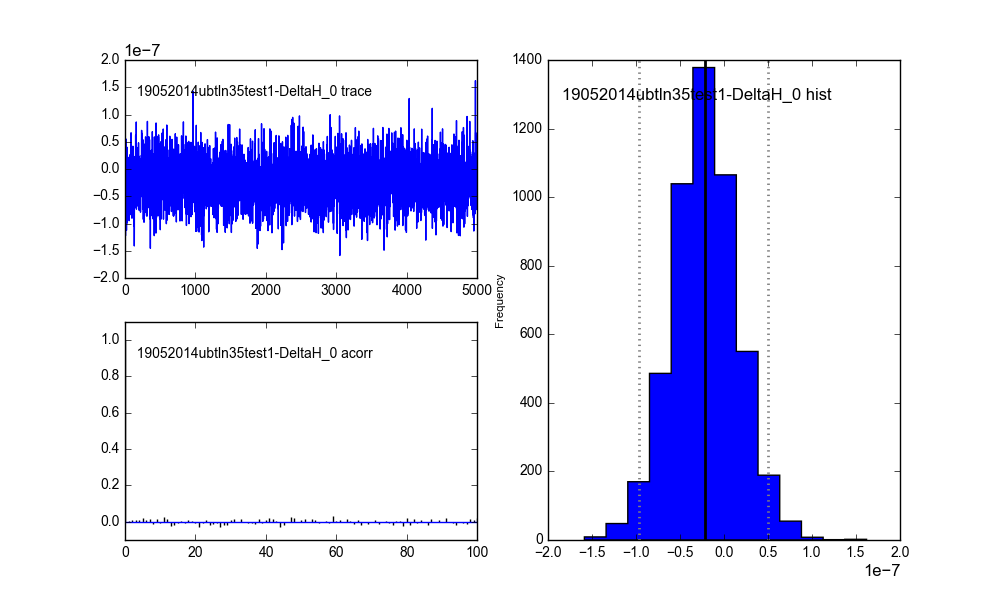 1e−7
2.0
1.5
1.0
0.5
0.0
−0.5
−1.0
−1.5
−2.0
19052014ubtln35test1-DeltaH_0 trace
0 1000 2000 3000 4000 5000
1.0
0.8
0.6
0.4
0.2
0.0
19052014ubtln35test1-DeltaH_0 acorr
0 20 40 60 80 100
Frequency
1400
1200
1000
800
600
400
200
0
19052014ubtln35test1-DeltaH_0 hist
−2.0 −1.5 −1.0 −0.5 0.0 0.5 1.0 1.5 2.0
1e−7